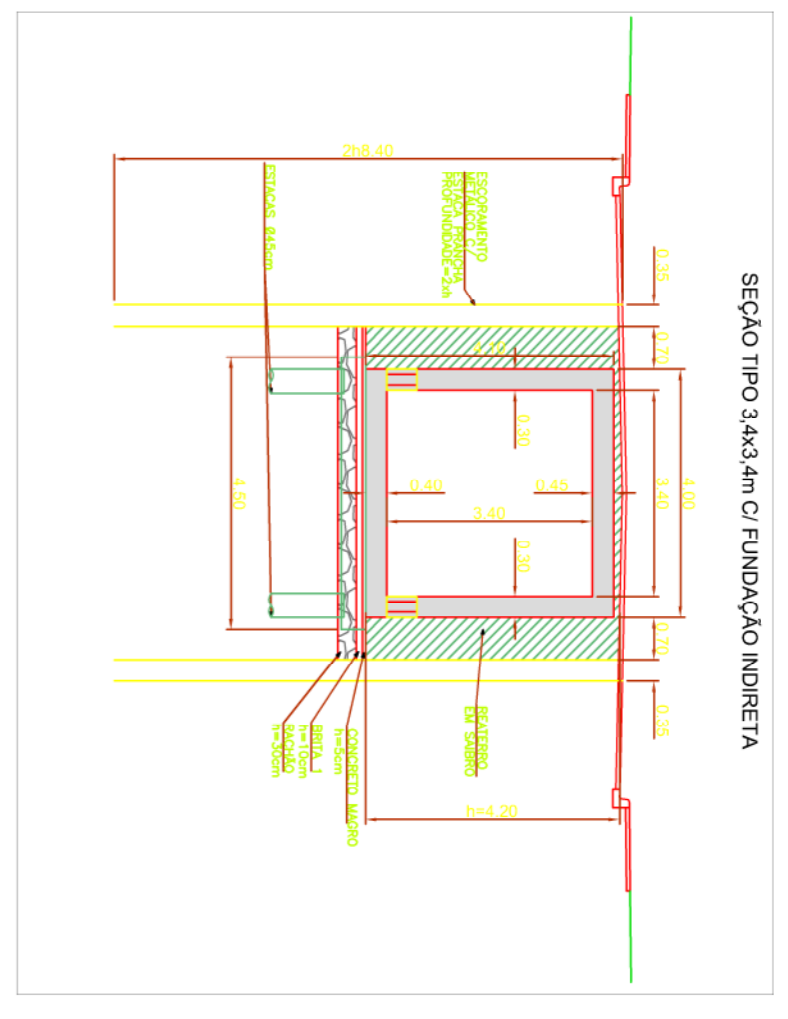 SEÇÃO TIPO 3,4x3,4m C/ FUNDAÇÃO INDIRETA
2h8.40
ESCORAMENTO
METÁLICO C/
ESTACA PRANCHA
PROFUNDIDADE=2xh
ESTACAS Ø45cm
0.35
0.70
0.30
0.40
0.45
3.40
3.40
4.00
4.50
0.30
0.70
0.35
REATERRO
EM SAIBRO
CONCRETO MAGRO
h=5cm
BRITA 1
h=10cm
RACHÃO
h=30cm
h=4.20